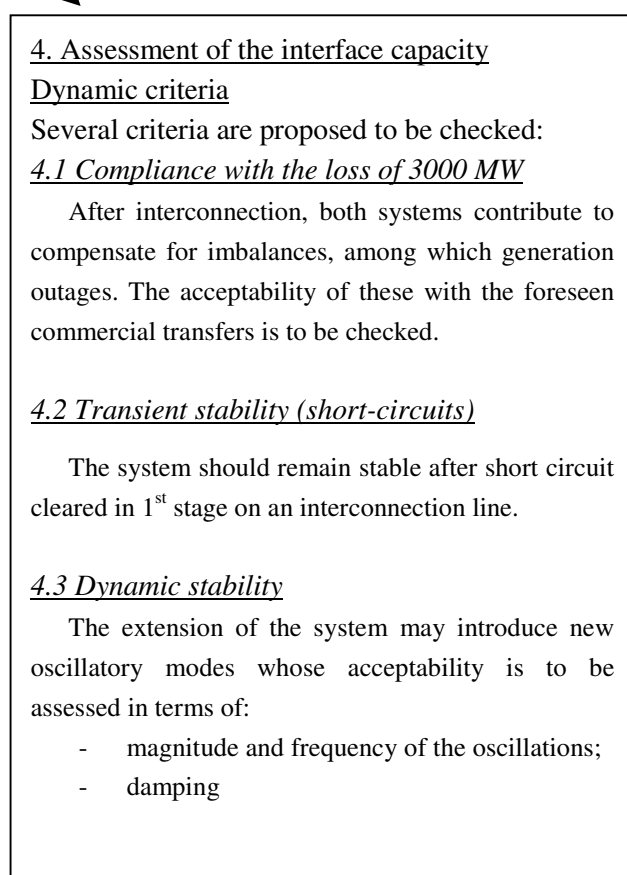 4. Assessment of the interface capacity
Dynamic criteria
Several criteria are proposed to be checked:
4.1 Compliance with the loss of 3000 MW
After interconnection, both systems contribute to
compensate for imbalances, among which generation
outages. The acceptability of these with the foreseen
commercial transfers is to be checked.
4.2 Transient stability (short-circuits)
The system should remain stable after short circuit
cleared in 1st stage on an interconnection line.
4.3 Dynamic stability
The extension of the system may introduce new
oscillatory modes whose acceptability is to be
assessed in terms of:
- magnitude and frequency of the oscillations;
- damping